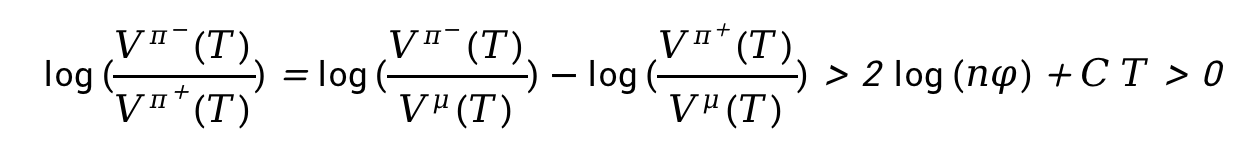 log (V^{π^-}(T) / V^{π^+}(T)) = log (V^{π^-}(T) / V^{μ}(T)) − log (V^{π^+}(T) / V^{μ}(T)) > 2 log (nφ) + C T > 0